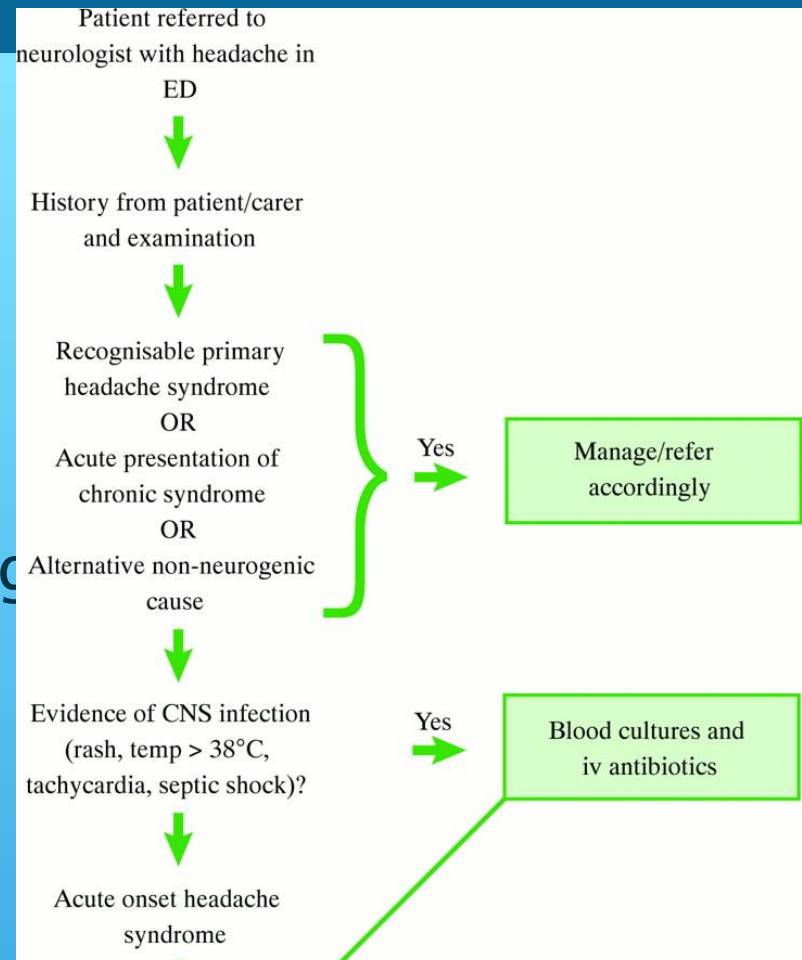 Patient referred to
neurologist with headache in
ED
History from patient/carer
and examination
Recognisable primary
headache syndrome
OR
Acute presentation of
chronic syndrome
OR
Alternative non-neurogenic
cause
Yes
Manage/refer
accordingly
Evidence of CNS infection
(rash, temp > 38°C,
tachycardia, septic shock)?
Yes
Blood cultures and
iv antibiotics
Acute onset headache
syndrome